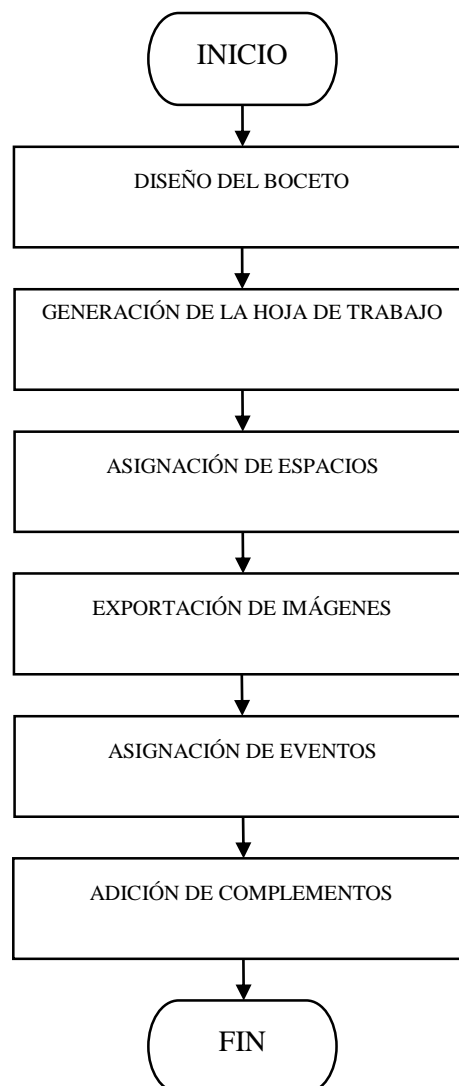 INICIO
DISEÑO DEL BOCETO
GENERACIÓN DE LA HOJA DE TRABAJO
ASIGNACIÓN DE ESPACIOS
EXPORTACIÓN DE IMÁGENES
ASIGNACIÓN DE EVENTOS
ADICIÓN DE COMPLEMENTOS
FIN